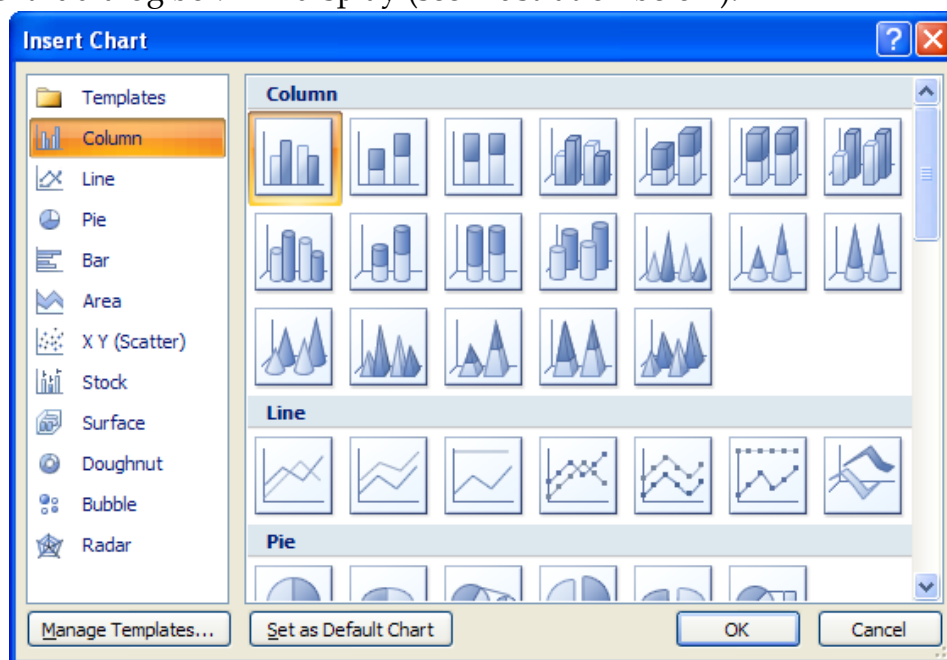 Insert Chart
Templates
Column
Line
Pie
Bar
Area
X Y (Scatter)
Stock
Surface
Doughnut
Bubble
Radar
Column
Line
Pie
Manage Templates...
Set as Default Chart
OK
Cancel